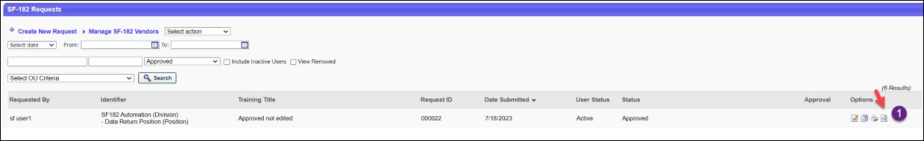 SF-182 Requests
Create New Request Manage SF-182 Vendors Select action
Select date From: To:
Approved Include Inactive Users View Removed
Select OU Criteria Search
(6 Results)
Requested By Identifier Training Title Request ID Date Submitted User Status Status Approval Options
sf user1 SF182 Automation (Division) Approved not edited 000022 7/18/2023 Active Approved
- Data Return Position (Position)
1